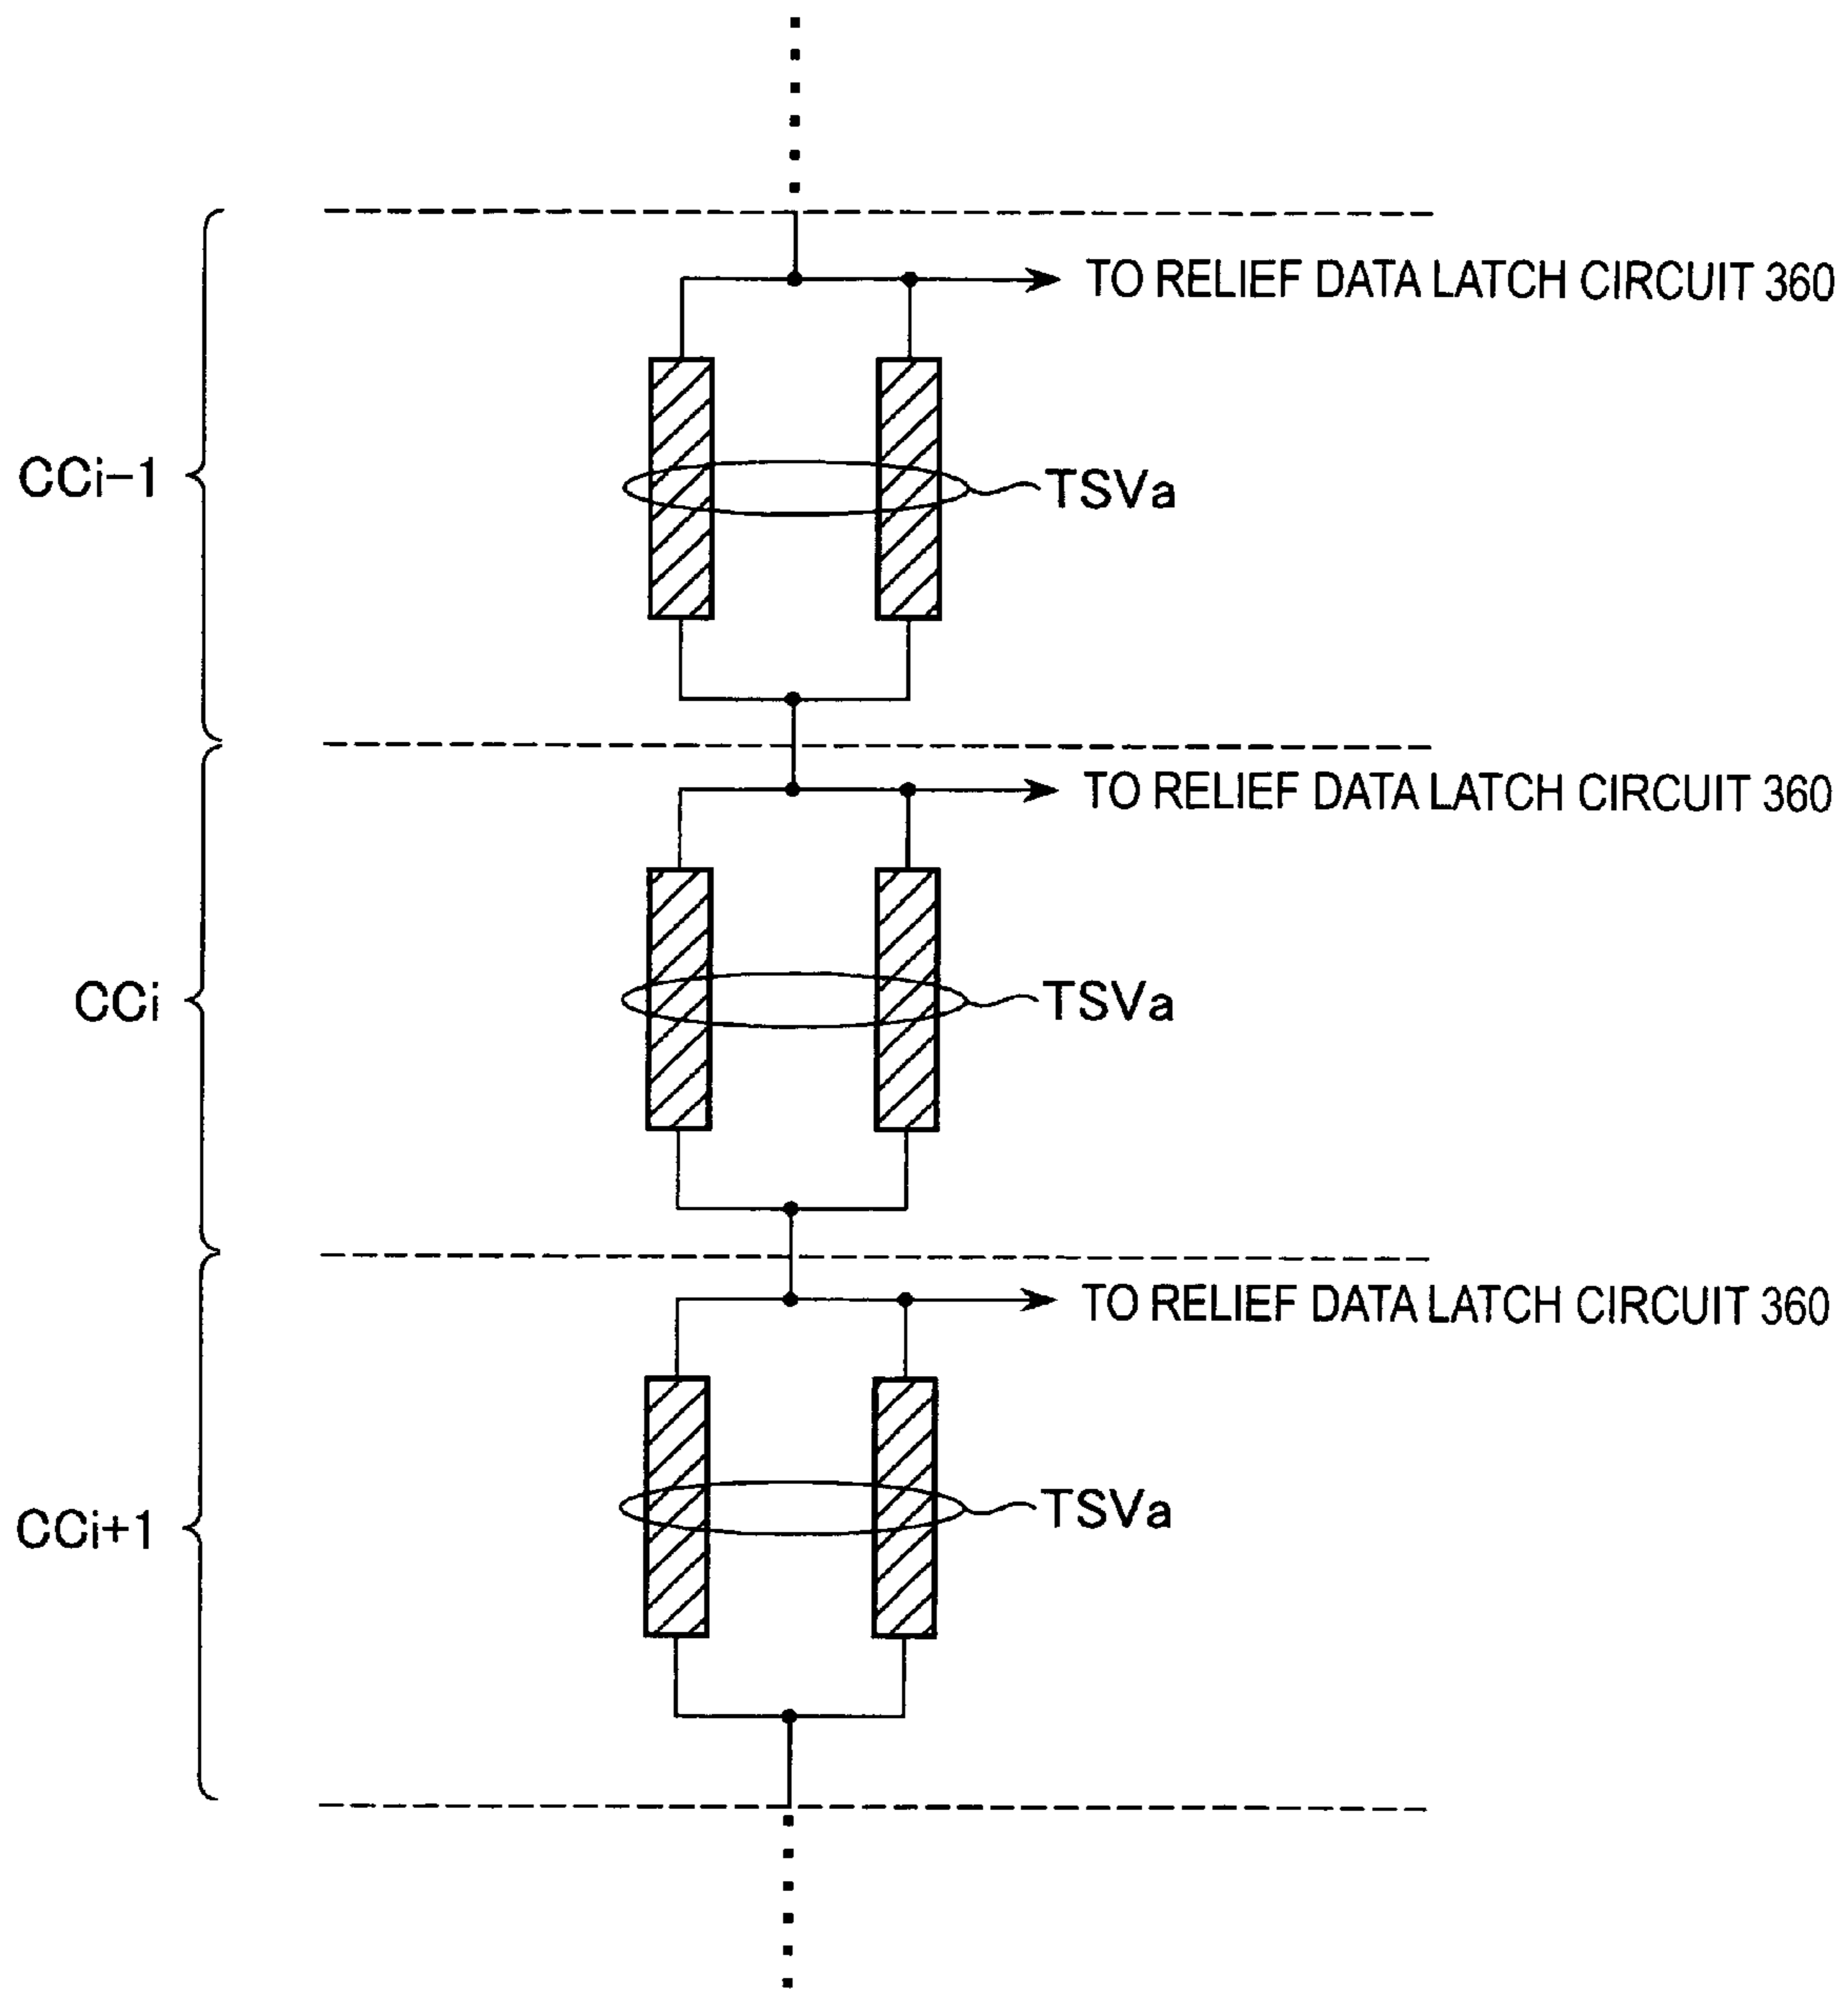 TO RELIEF DATA LATCH CIRCUIT 360
CCi-1
TSVa
TO RELIEF DATA LATCH CIRCUIT 360
CCi
TSVa
TO RELIEF DATA LATCH CIRCUIT 360
CCi+1
TSVa